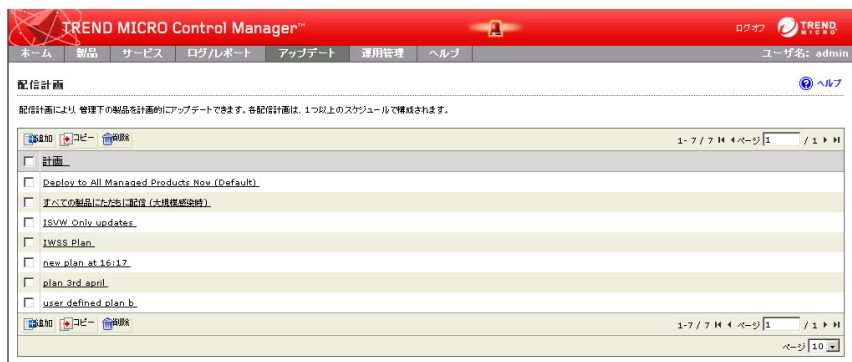 TREND MICRO Control Manager™
ログオフ
TREND MICRO
ホーム 製品 サービス ログ/レポート アップデート 運用管理 ヘルプ ユーザ名: admin
配信計画 ヘルプ
配信計画により、管理下の製品を計画的にアップデートできます。各配信計画は、1つ以上のスケジュールで構成されます。
追加 コピー 削除 1- 7 / 7 ページ 1 / 1
計画
Deploy to All Managed Products Now (Default)
すべての製品にただちに配信 (大規模感染時)
ISVW Only updates
IWSS Plan
new plan at 16:17
plan 3rd april
user defined plan b
追加 コピー 削除 1-7 / 7 ページ 1 / 1
ページ 10